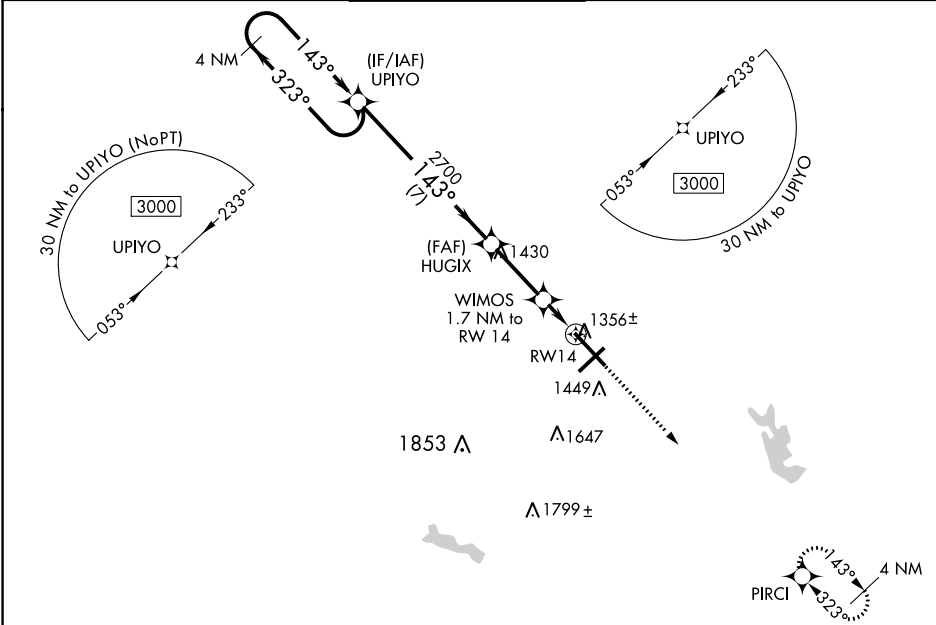 4 NM
143°
323°
(IF/IAF)
UPIYO
30 NM to UPIYO (NoPT)
3000
UPIYO
233°
053°
233°
UPIYO
3000
053°
30 NM to UPIYO
2700
143°
(7)
(FAF)
HUGIX
1430
WIMOS
1.7 NM to
RW 14
1356±
RW14
1449
1853
1647
1799±
PIRCI
143°
323°
4 NM